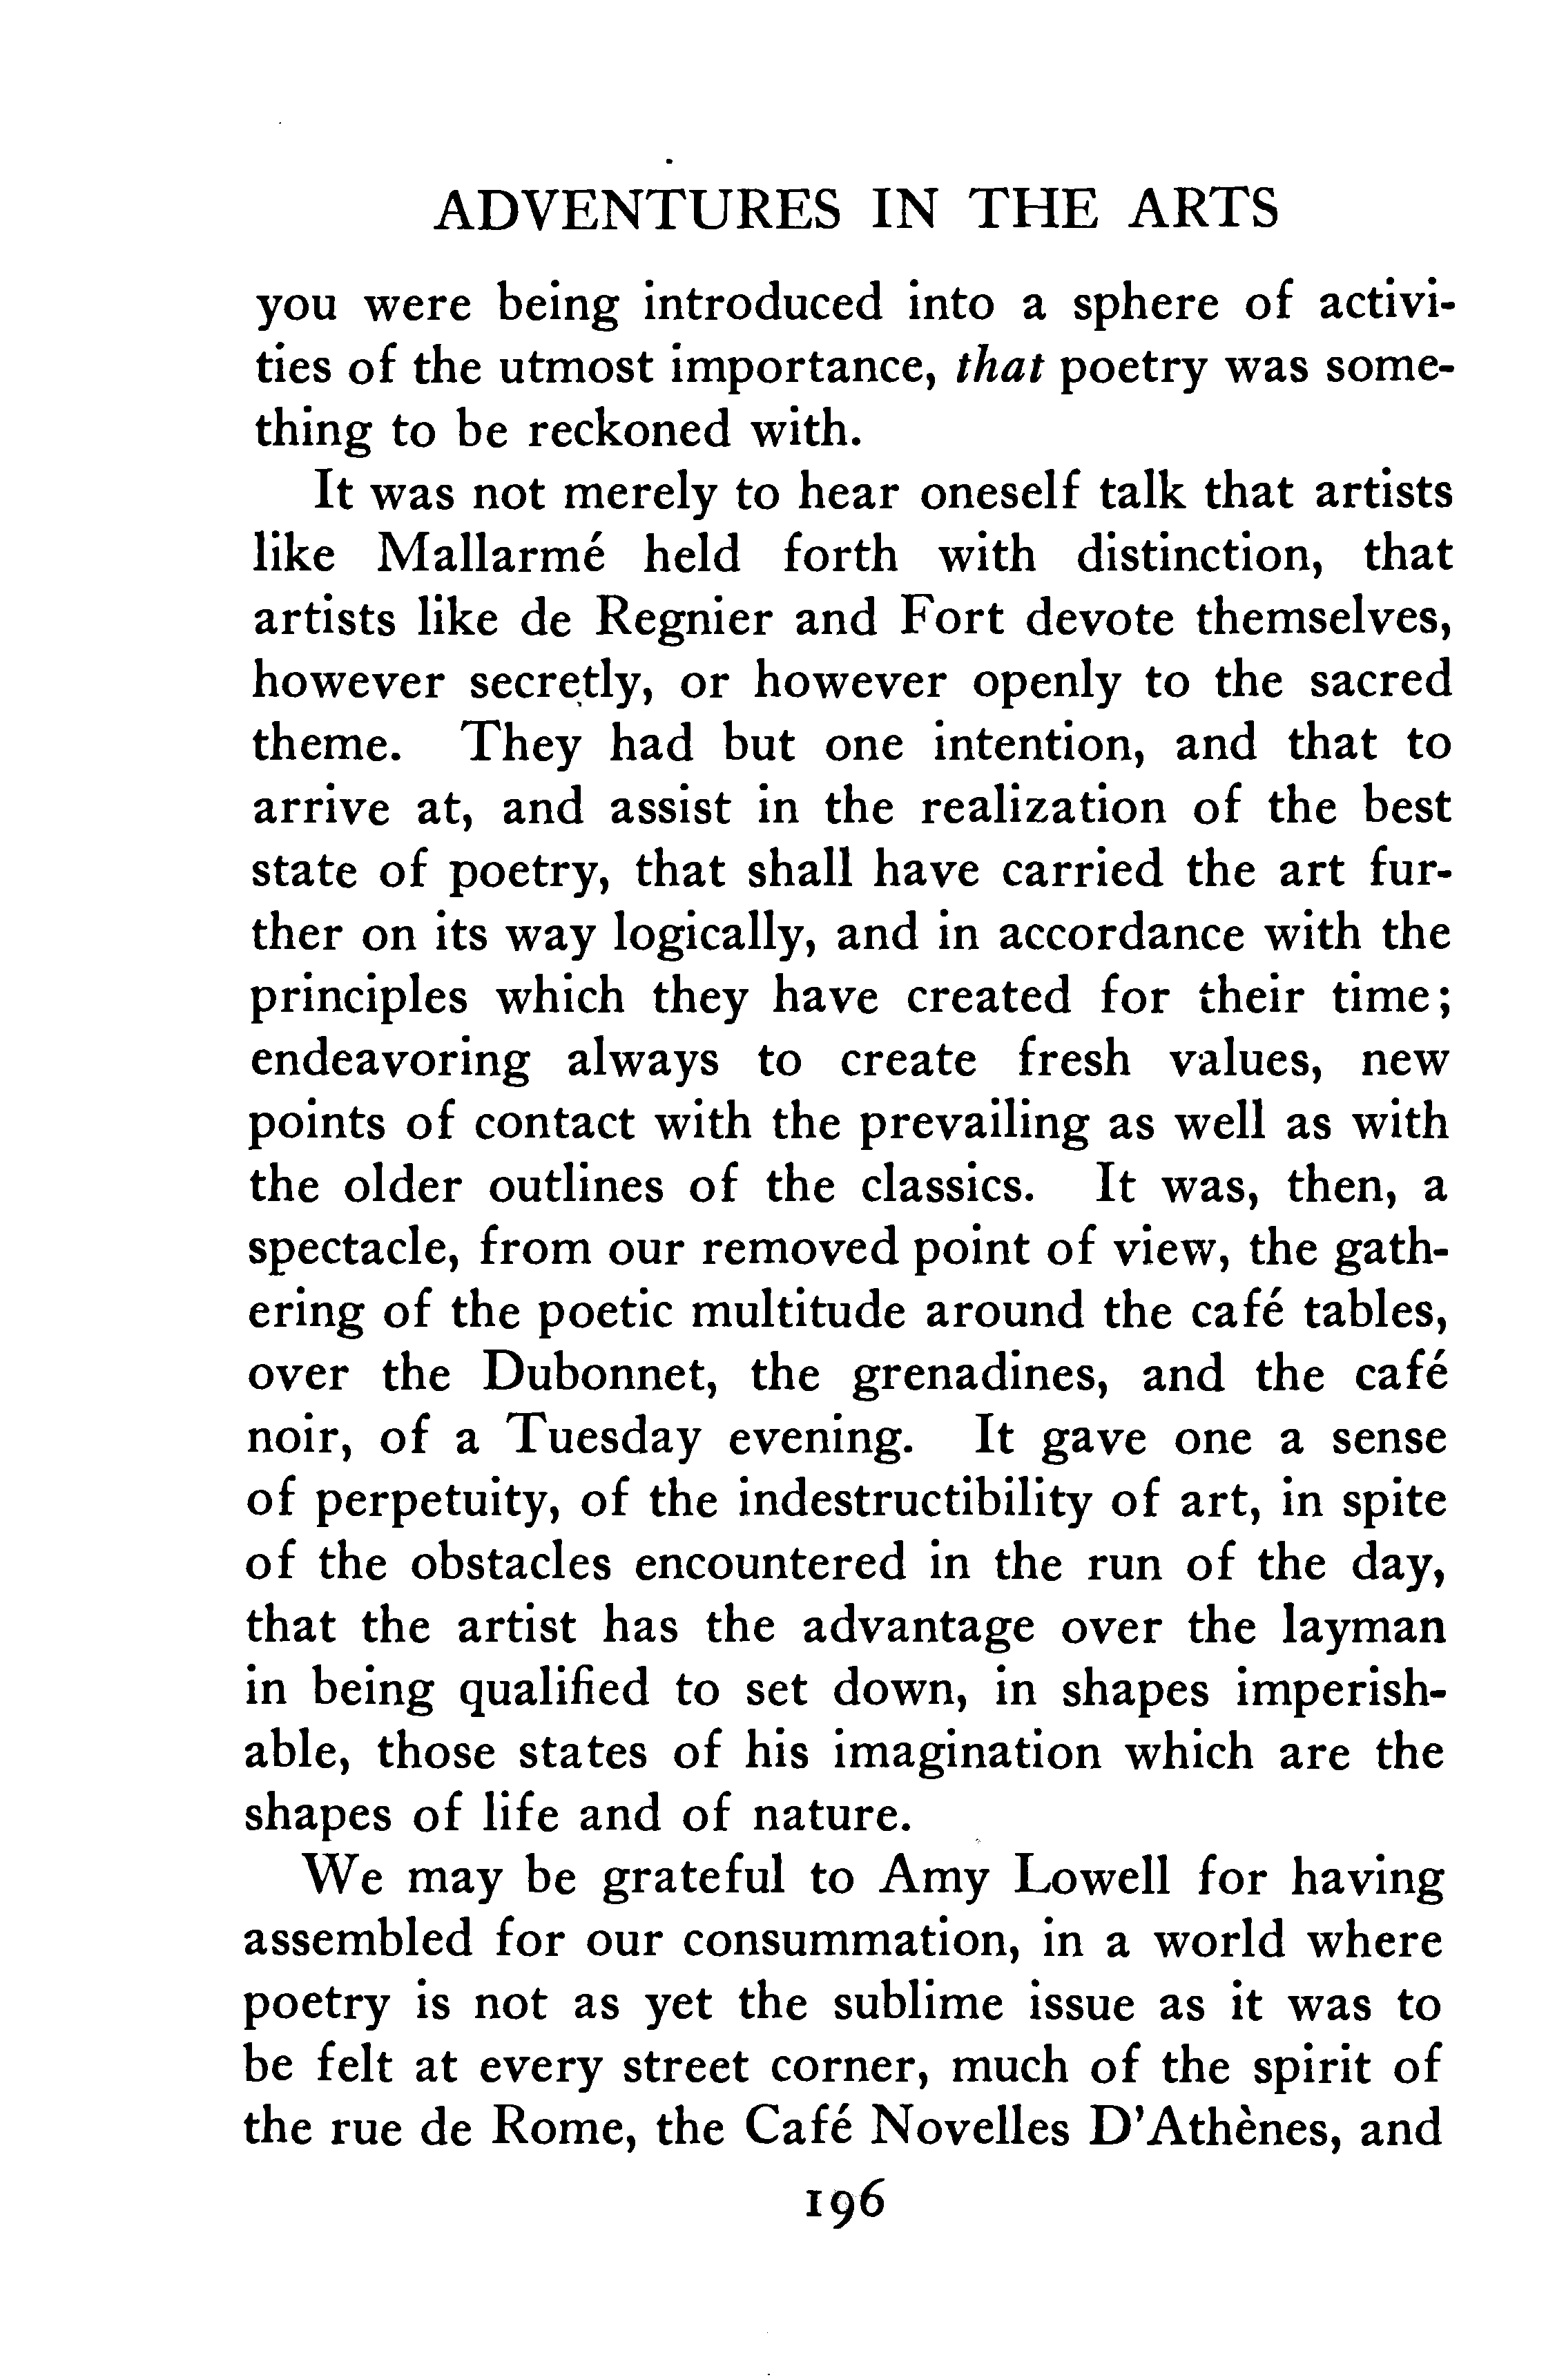 ADVENTURES IN THE ARTS
you were being introduced into a sphere of activi-
ties of the utmost importance, that poetry was some-
thing to be reckoned with.
It was not merely to hear oneself talk that artists
like Mallarmé held forth with distinction, that
artists like de Regnier and Fort devote themselves,
however secretly, or however openly to the sacred
theme. They had but one intention, and that to
arrive at, and assist in the realization of the best
state of poetry, that shall have carried the art fur-
ther on its way logically, and in accordance with the
principles which they have created for their time;
endeavoring always to create fresh values, new
points of contact with the prevailing as well as with
the older outlines of the classics. It was, then, a
spectacle, from our removed point of view, the gath-
ering of the poetic multitude around the café tables,
over the Dubonnet, the grenadines, and the café
noir, of a Tuesday evening. It gave one a sense
of perpetuity, of the indestructibility of art, in spite
of the obstacles encountered in the run of the day,
that the artist has the advantage over the layman
in being qualified to set down, in shapes imperish-
able, those states of his imagination which are the
shapes of life and of nature.
We may be grateful to Amy Lowell for having
assembled for our consummation, in a world where
poetry is not as yet the sublime issue as it was to
be felt at every street corner, much of the spirit of
the rue de Rome, the Café Novelles D'Athènes, and
196